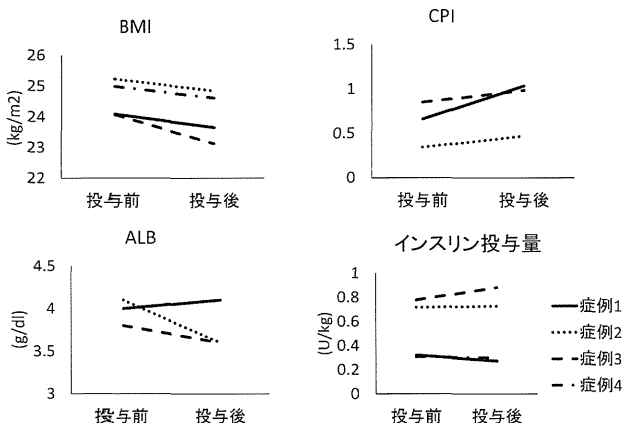 BMI
26
25
24
23
22
(kg/m2)
投与前 投与後
CPI
1.5
1
0.5
0
投与前 投与後
ALB
4.5
4
3.5
3
(g/dl)
投与前 投与後
インスリン投与量
1
0.8
0.6
0.4
0.2
0
(U/kg)
投与前 投与後
症例1
症例2
症例3
症例4